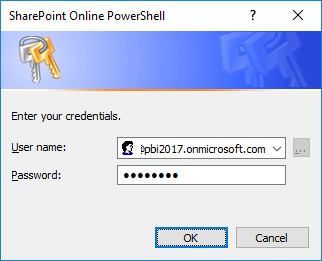 SharePoint Online PowerShell
Enter your credentials.
User name: @pbi2017.onmicrosoft.com
...
Password: ••••••••
OK Cancel